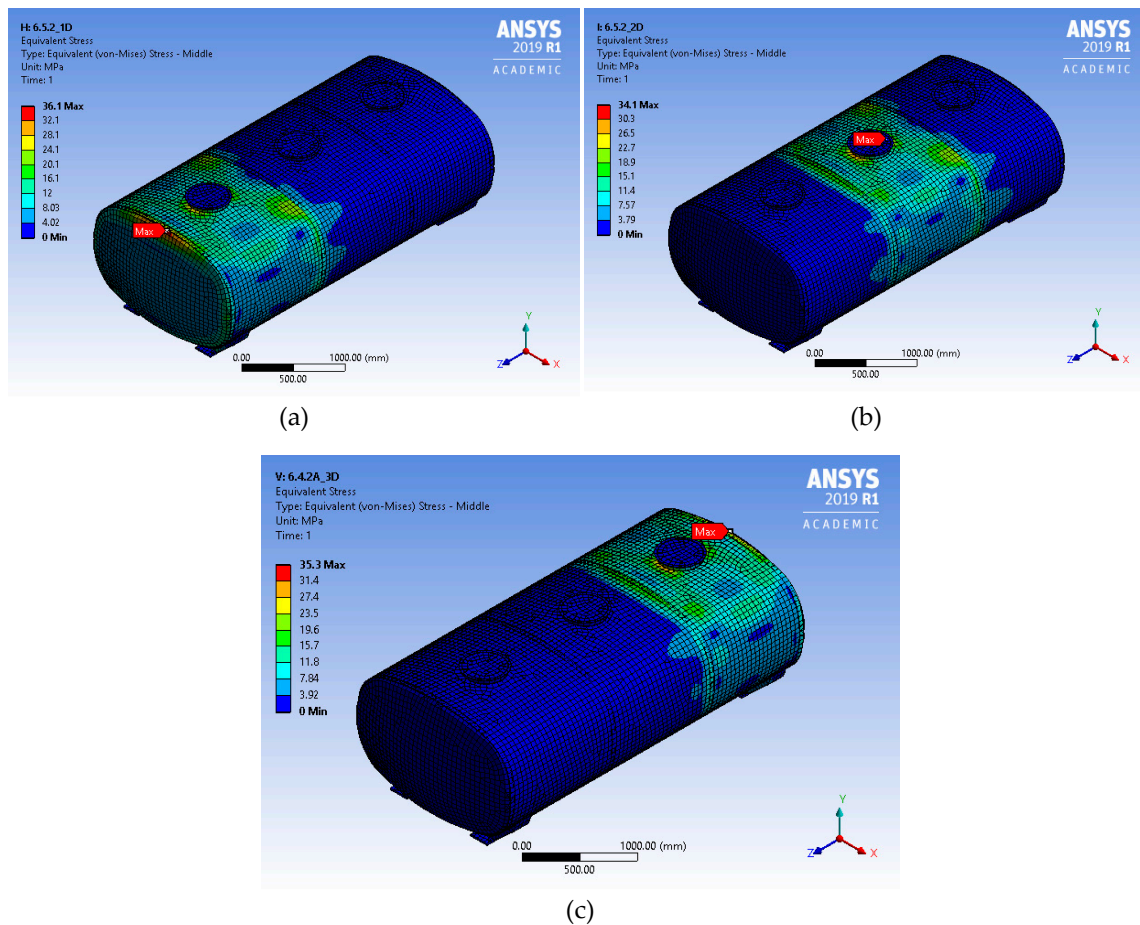 H: 6.5.2_1D
Equivalent Stress
Type: Equivalent (von-Mises) Stress - Middle
Unit: MPa
Time: 1
ANSYS
2019 R1
ACADEMIC
36.1 Max
32.1
28.1
24.1
20.1
16.1
12
8.03
4.02
0 Min
Max
Y
Z
X
0.00
1000.00 (mm)
500.00
(a)
I: 6.5.2_2D
Equivalent Stress
Type: Equivalent (von-Mises) Stress - Middle
Unit: MPa
Time: 1
ANSYS
2019 R1
ACADEMIC
34.1 Max
30.3
26.5
22.7
18.9
15.1
11.4
7.57
3.79
0 Min
Max
Y
Z
X
0.00
1000.00 (mm)
500.00
(b)
V: 6.4.2A_3D
Equivalent Stress
Type: Equivalent (von-Mises) Stress - Middle
Unit: MPa
Time: 1
ANSYS
2019 R1
ACADEMIC
35.3 Max
31.4
27.4
23.5
19.6
15.7
11.8
7.84
3.92
0 Min
Max
Y
Z
X
0.00
1000.00 (mm)
500.00
(c)